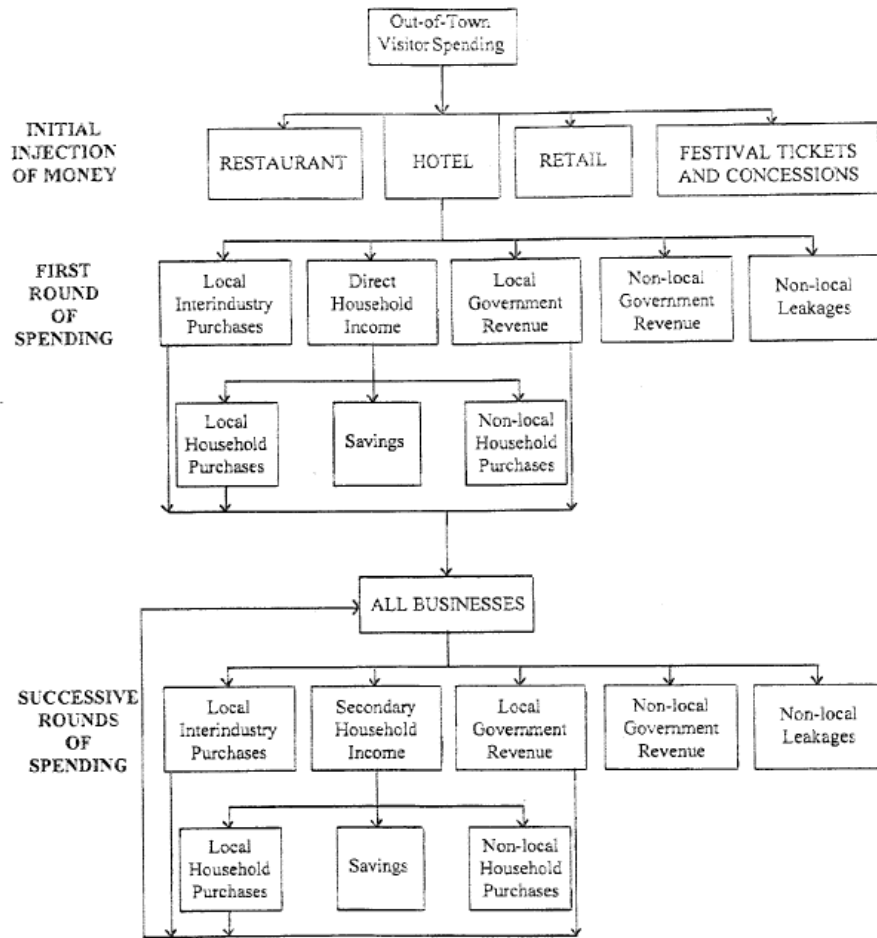 Out-of-Town
Visitor Spending
INITIAL
INJECTION
OF MONEY
RESTAURANT
HOTEL
RETAIL
FESTIVAL TICKETS
AND CONCESSIONS
FIRST
ROUND
OF
SPENDING
Local
Interindustry
Purchases
Direct
Household
Income
Local
Government
Revenue
Non-local
Government
Revenue
Non-local
Leakages
Local
Household
Purchases
Savings
Non-local
Household
Purchases
ALL BUSINESSES
SUCCESSIVE
ROUNDS
OF
SPENDING
Local
Interindustry
Purchases
Secondary
Household
Income
Local
Government
Revenue
Non-local
Government
Revenue
Non-local
Leakages
Local
Household
Purchases
Savings
Non-local
Household
Purchases